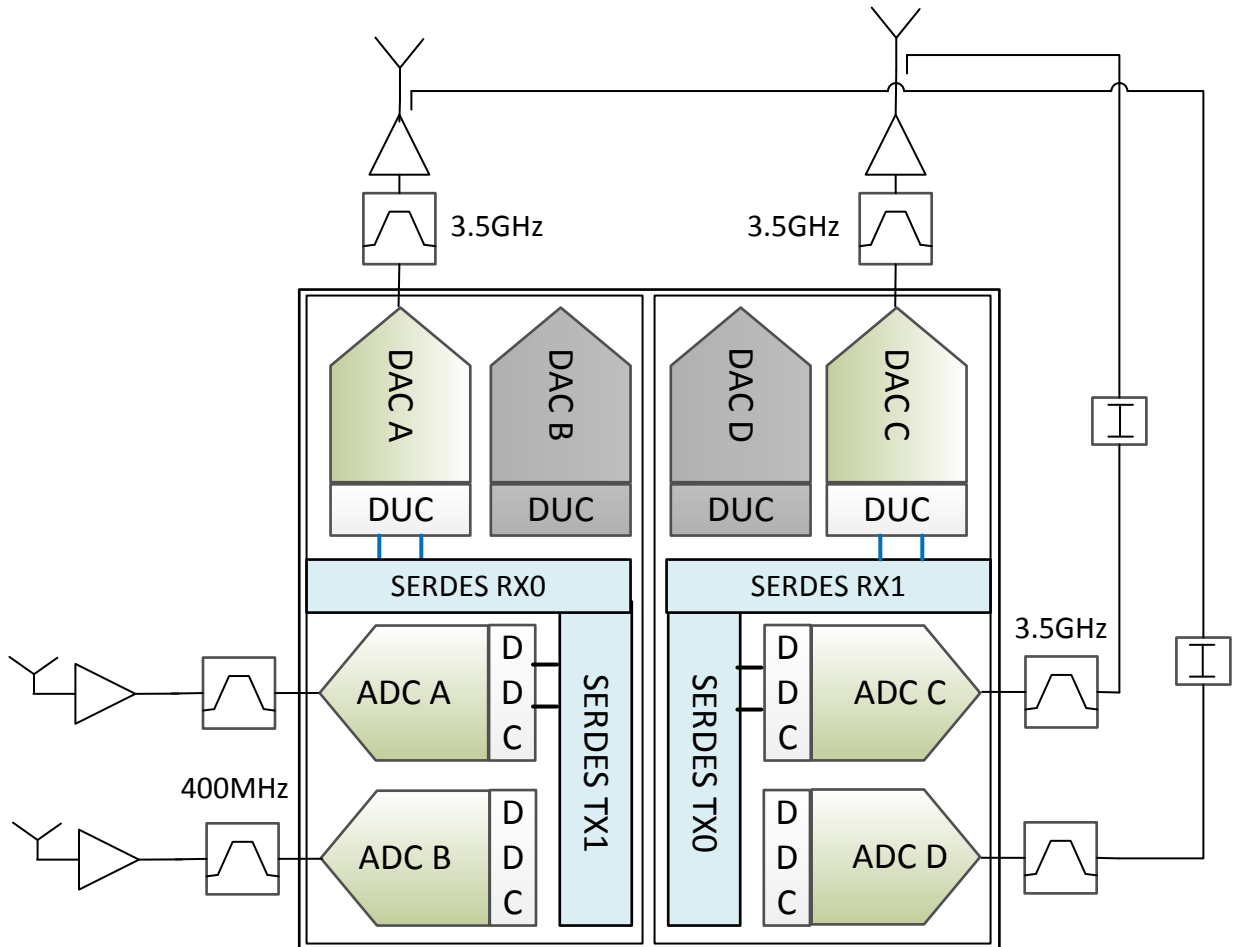 3.5GHz
3.5GHz
DAC A
DAC B
DAC D
DAC C
DUC
DUC
DUC
DUC
SERDES RX0
SERDES RX1
3.5GHz
ADC A
D
D
C
SERDES TX1
SERDES TX0
D
D
C
ADC C
400MHz
ADC B
D
D
C
D
D
C
ADC D